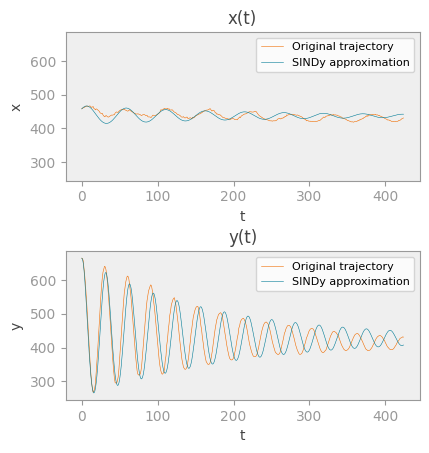 x(t)
x
600
500
400
300
Original trajectory
SINDy approximation
0
100
200
300
400
t
y(t)
y
600
500
400
300
Original trajectory
SINDy approximation
0
100
200
300
400
t